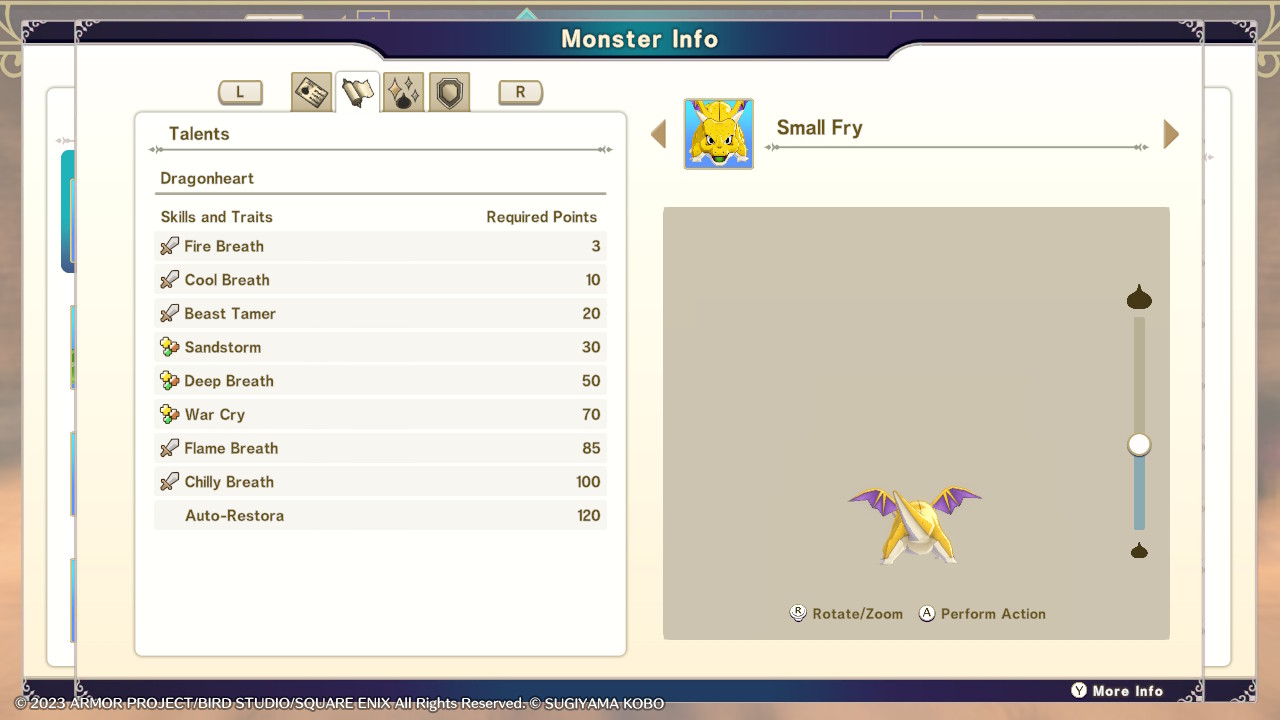 Monster Info
L
R
Talents
Dragonheart
Skills and Traits Required Points
Fire Breath 3
Cool Breath 10
Beast Tamer 20
Sandstorm 30
Deep Breath 50
War Cry 70
Flame Breath 85
Chilly Breath 100
Auto-Restora 120
Small Fry
R Rotate/Zoom A Perform Action
Y More Info
© 2023 ARMOR PROJECT/BIRD STUDIO/SQUARE ENIX All Rights Reserved. © SUGIYAMA KOBO